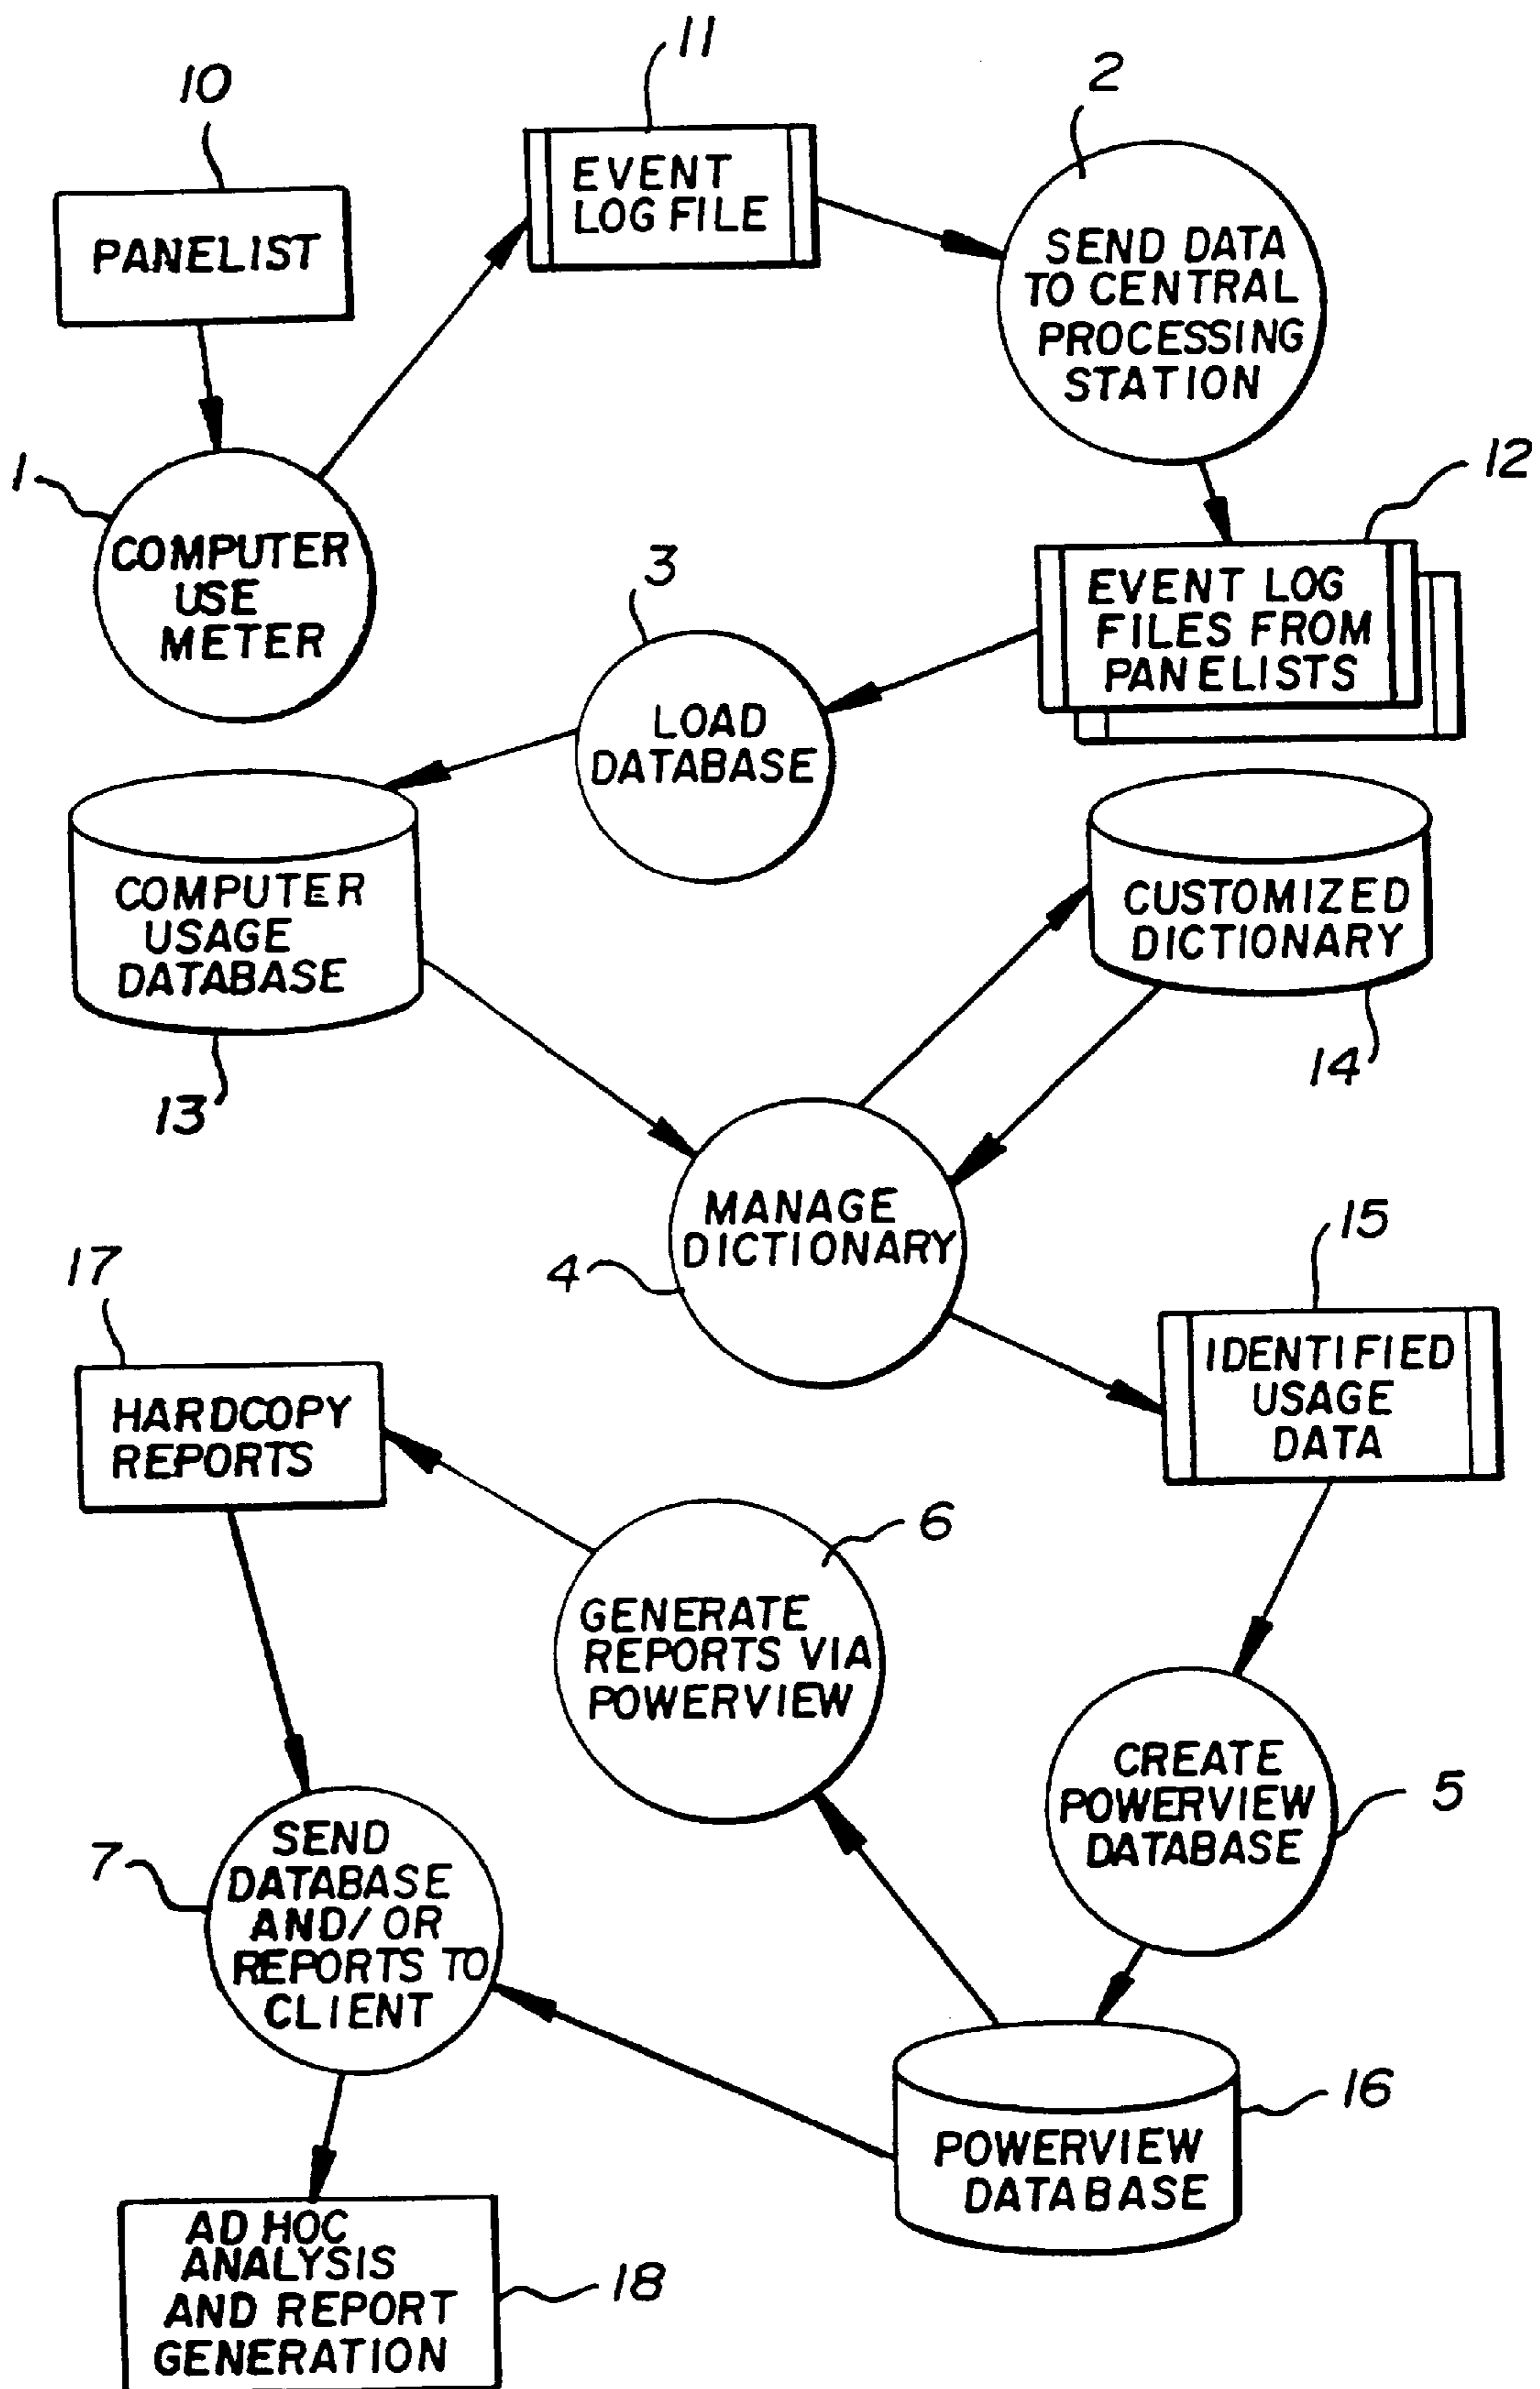 11
10
2
EVENT
LOG FILE
PANELIST
SEND DATA
TO CENTRAL
PROCESSING
STATION
12
1
COMPUTER
USE
METER
3
EVENT LOG
FILES FROM
PANELISTS
LOAD
DATABASE
COMPUTER
USAGE
DATABASE
CUSTOMIZED
DICTIONARY
13
14
MANAGE
DICTIONARY
4
15
17
IDENTIFIED
USAGE
DATA
HARDCOPY
REPORTS
6
GENERATE
REPORTS VIA
POWERVIEW
CREATE
POWERVIEW
DATABASE
5
7
SEND
DATABASE
AND/OR
REPORTS TO
CLIENT
16
POWERVIEW
DATABASE
AD HOC
ANALYSIS
AND REPORT
GENERATION
18